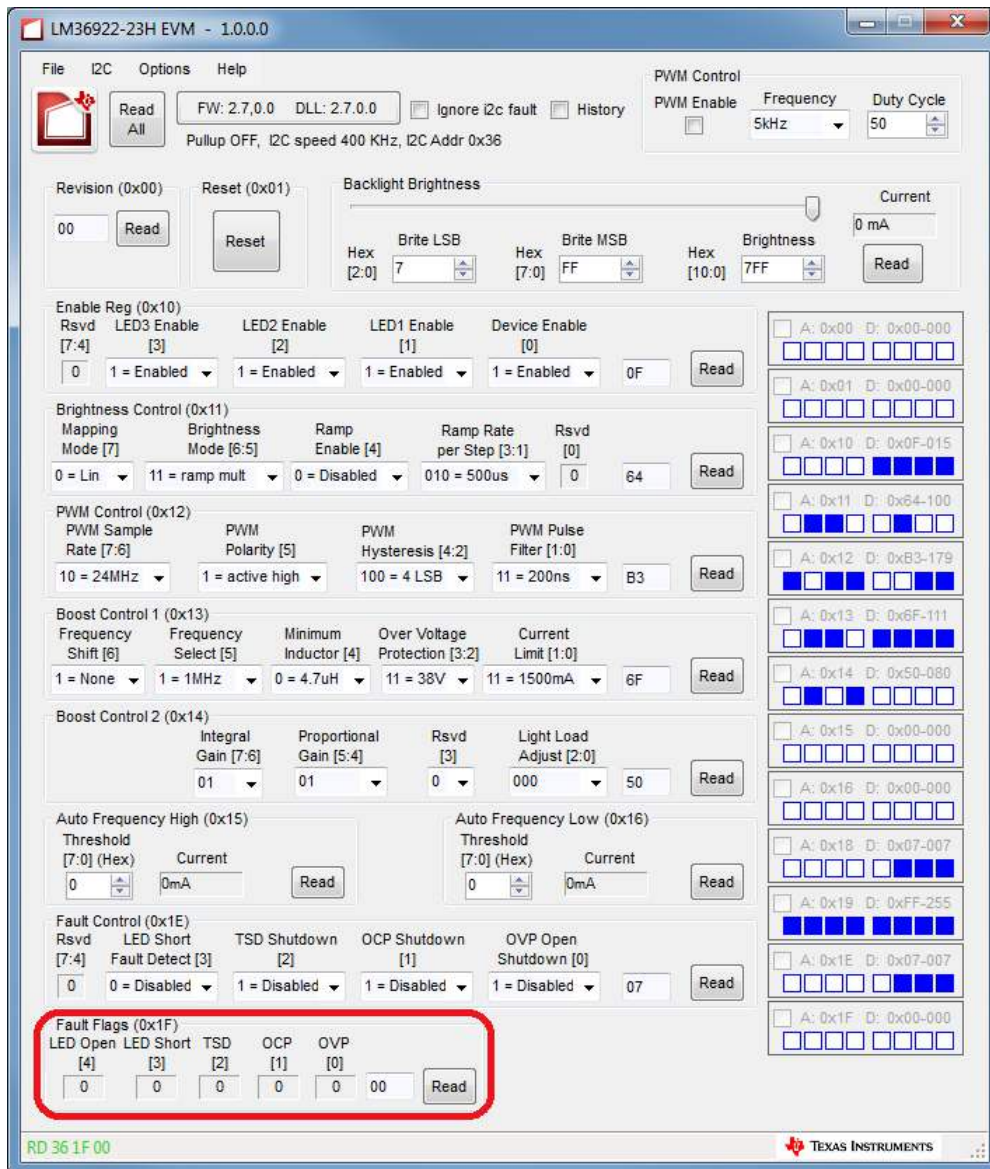 LM36922-23H EVM - 1.0.0.0
File I2C Options Help
Read All
FW: 2.7,0.0 DLL: 2.7.0.0
Ignore i2c fault
History
Pullup OFF, I2C speed 400 KHz, I2C Addr 0x36
PWM Control
PWM Enable Frequency Duty Cycle
5kHz 50
Revision (0x00)
00 Read
Reset (0x01)
Reset
Backlight Brightness
Current
0 mA
Hex [2:0] Brite LSB 7
Hex [7:0] Brite MSB FF
Hex [10:0] Brightness 7FF
Read
Enable Reg (0x10)
Rsvd LED3 Enable LED2 Enable LED1 Enable Device Enable
[7:4] [3] [2] [1] [0]
0 1 = Enabled 1 = Enabled 1 = Enabled 1 = Enabled 0F Read
Brightness Control (0x11)
Mapping Brightness Ramp Ramp Rate Rsvd
Mode [7] Mode [6:5] Enable [4] per Step [3:1] [0]
0 = Lin 11 = ramp mult 0 = Disabled 010 = 500us 0 64 Read
PWM Control (0x12)
PWM Sample PWM PWM PWM Pulse
Rate [7:6] Polarity [5] Hysteresis [4:2] Filter [1:0]
10 = 24MHz 1 = active high 100 = 4 LSB 11 = 200ns B3 Read
Boost Control 1 (0x13)
Frequency Frequency Minimum Over Voltage Current
Shift [6] Select [5] Inductor [4] Protection [3:2] Limit [1:0]
1 = None 1 = 1MHz 0 = 4.7uH 11 = 38V 11 = 1500mA 6F Read
Boost Control 2 (0x14)
Integral Proportional Rsvd Light Load
Gain [7:6] Gain [5:4] [3] Adjust [2:0]
01 01 0 000 50 Read
Auto Frequency High (0x15)
Threshold
[7:0] (Hex) Current
0 0mA Read
Auto Frequency Low (0x16)
Threshold
[7:0] (Hex) Current
0 0mA Read
Fault Control (0x1E)
Rsvd LED Short TSD Shutdown OCP Shutdown OVP Open
[7:4] Fault Detect [3] [2] [1] Shutdown [0]
0 0 = Disabled 1 = Disabled 1 = Disabled 1 = Disabled 07 Read
Fault Flags (0x1F)
LED Open LED Short TSD OCP OVP
[4] [3] [2] [1] [0]
0 0 0 0 0 00 Read
A: 0x00 D: 0x00-000
A: 0x01 D: 0x00-000
A: 0x10 D: 0x0F-015
A: 0x11 D: 0x64-100
A: 0x12 D: 0xB3-179
A: 0x13 D: 0x6F-111
A: 0x14 D: 0x50-080
A: 0x15 D: 0x00-000
A: 0x16 D: 0x00-000
A: 0x18 D: 0x07-007
A: 0x19 D: 0xFF-255
A: 0x1E D: 0x07-007
A: 0x1F D: 0x00-000
RD 36 1F 00
TEXAS INSTRUMENTS